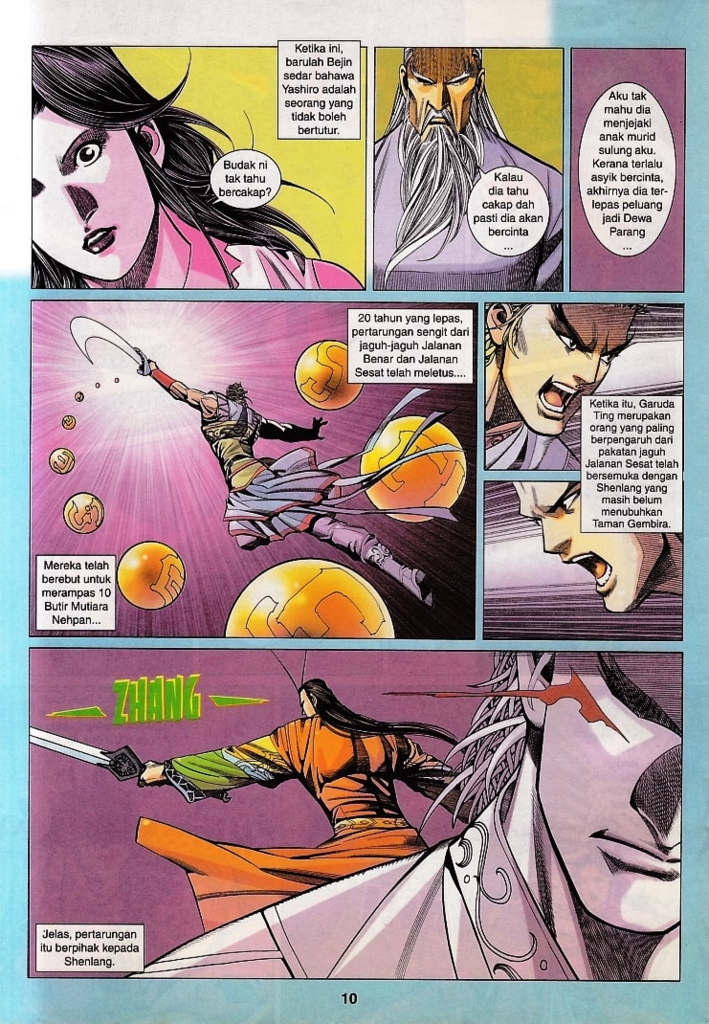 Ketika ini,
barulah Bejin
sedar bahawa
Yashiro adalah
seorang yang
tidak boleh
bertutur.
Budak ni
tak tahu
bercakap?
Kalau
dia tahu
cakap dah
pasti dia akan
bercinta
...
Aku tak
mahu dia
menjejaki
anak murid
sulung aku.
Kerana terlalu
asyik bercinta,
akhirnya dia ter-
lepas peluang
jadi Dewa
Parang
...
20 tahun yang lepas,
pertarungan sengit dari
jaguh-jaguh Jalanan
Benar dan Jalanan
Sesat telah meletus....
Mereka telah
berebut untuk
merampas 10
Butir Mutiara
Nehpan...
Ketika itu, Garuda
Ting merupakan
orang yang paling
berpengaruh dari
pakatan jaguh
Jalanan Sesat telah
bersemuka dengan
Shenlang yang
masih belum
menubuhkan
Taman Gembira.
ZHANG
Jelas, pertarungan
itu berpihak kepada
Shenlang.
10